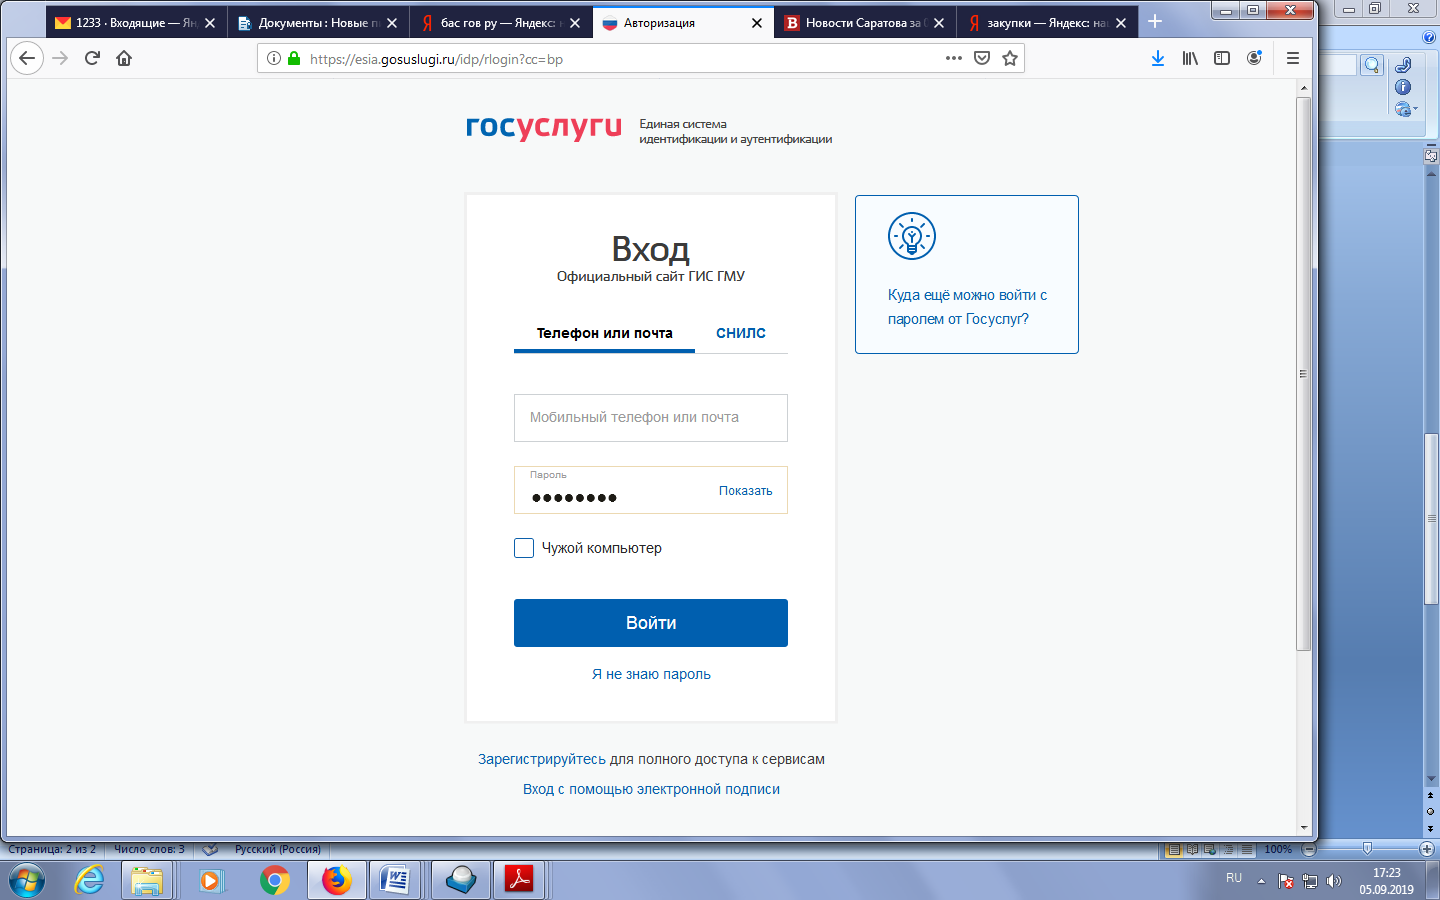 1233 · Входящие — Ян
Документы : Новые п
бас гов ру — Яндекс: н
Авторизация
Новости Саратова за
закупки — Яндекс: на
https://esia.gosuslugi.ru/idp/rlogin?cc=bp
госуслуги
Единая система
идентификации и аутентификации
Вход
Официальный сайт ГИС ГМУ
Телефон или почта
СНИЛС
Мобильный телефон или почта
Пароль
Показать
Чужой компьютер
Войти
Я не знаю пароль
Куда ещё можно войти с
паролем от Госуслуг?
Зарегистрируйтесь для полного доступа к сервисам
Вход с помощью электронной подписи
Страница: 2 из 2
Число слов: 3
Русский (Россия)
100%
RU
17:23
05.09.2019